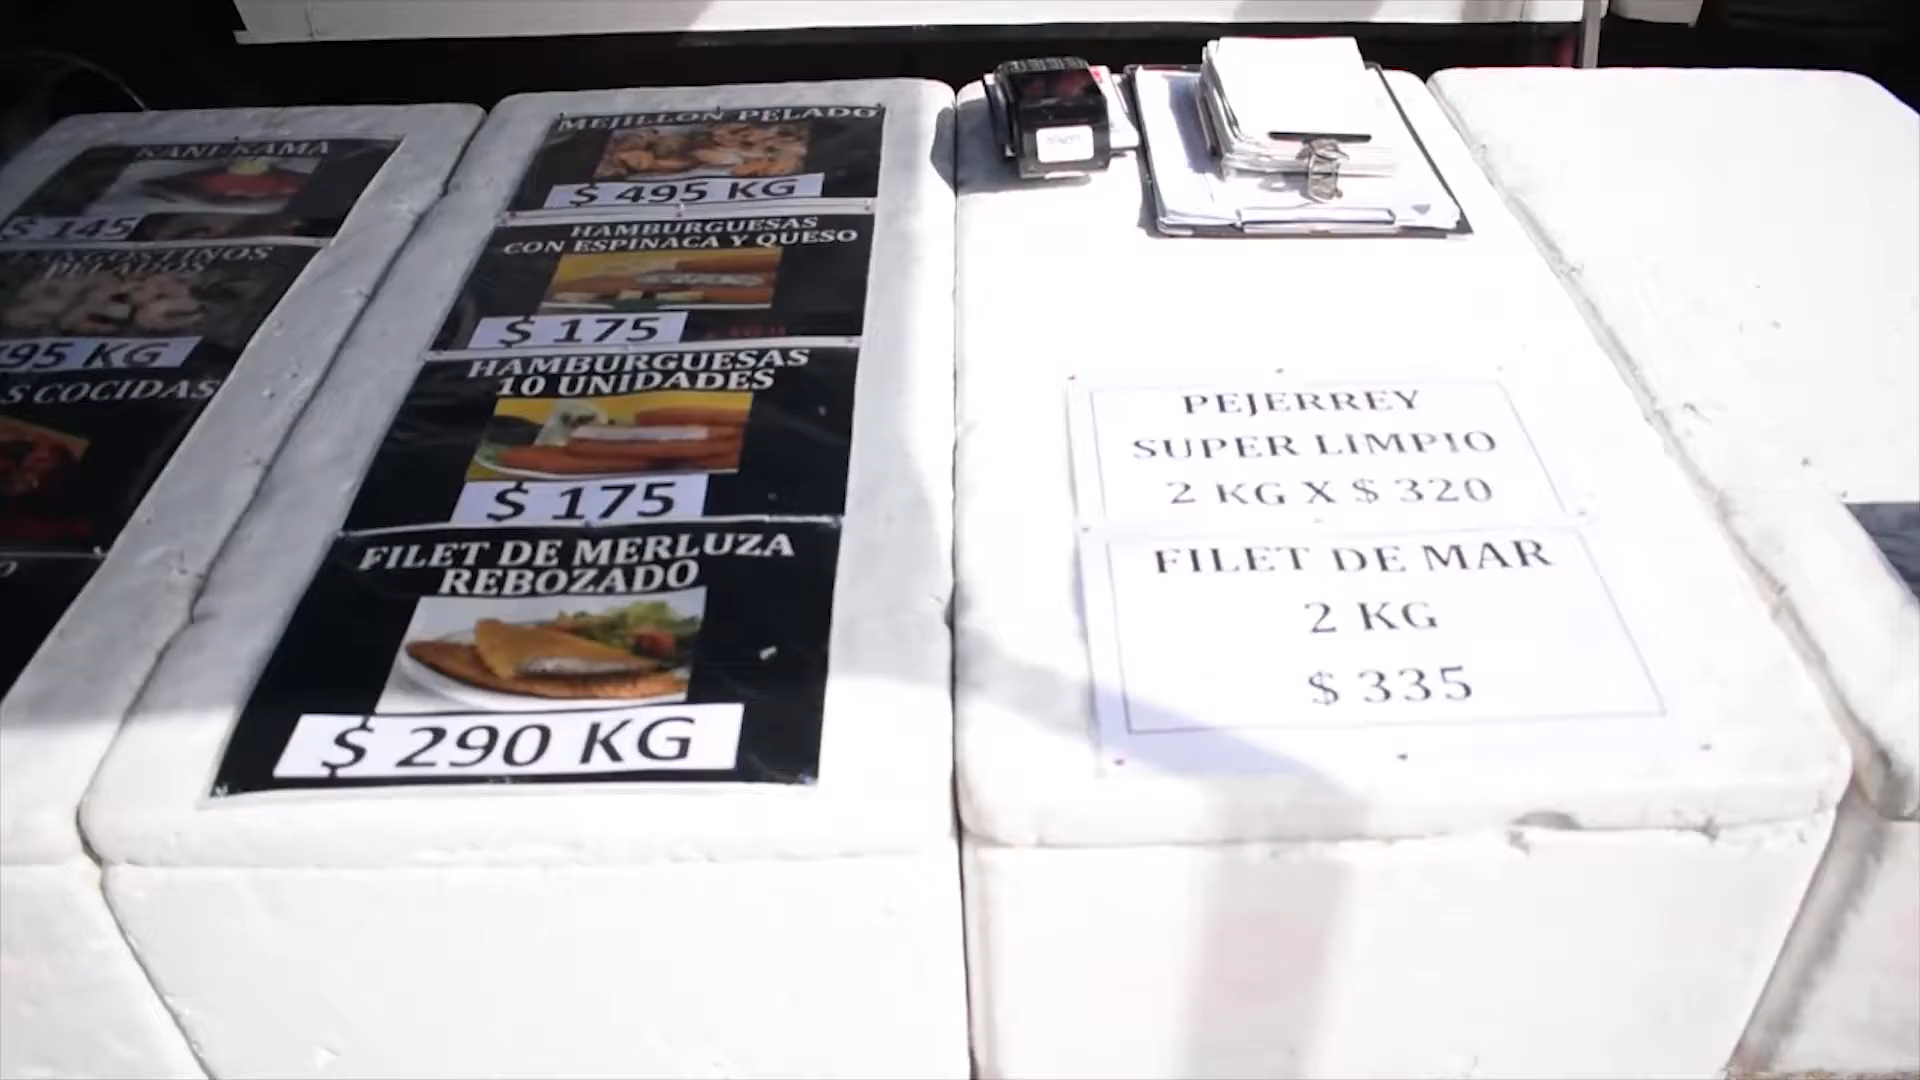 KANI KAMA
$ 145
LANGOSTINOS
PELADOS
95 KG
S COCIDAS
MEJILLON PELADO
$ 495 KG
HAMBURGUESAS
CON ESPINACA Y QUESO
$ 175
HAMBURGUESAS
10 UNIDADES
$ 175
FILET DE MERLUZA
REBOZADO
$ 290 KG
PEJERREY
SUPER LIMPIO
2 KG X $ 320
FILET DE MAR
2 KG
$ 335